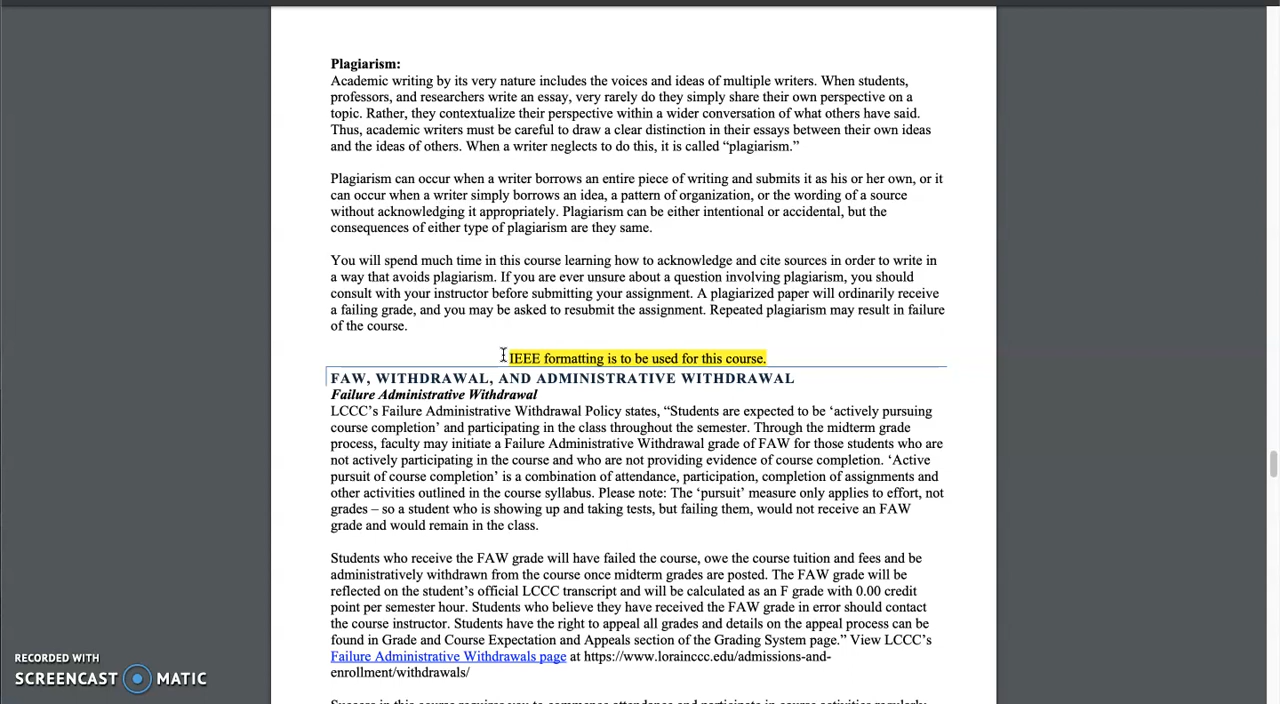 Plagiarism:
Academic writing by its very nature includes the voices and ideas of multiple writers. When students,
professors, and researchers write an essay, very rarely do they simply share their own perspective on a
topic. Rather, they contextualize their perspective within a wider conversation of what others have said.
Thus, academic writers must be careful to draw a clear distinction in their essays between their own ideas
and the ideas of others. When a writer neglects to do this, it is called “plagiarism.”
Plagiarism can occur when a writer borrows an entire piece of writing and submits it as his or her own, or it
can occur when a writer simply borrows an idea, a pattern of organization, or the wording of a source
without acknowledging it appropriately. Plagiarism can be either intentional or accidental, but the
consequences of either type of plagiarism are they same.
You will spend much time in this course learning how to acknowledge and cite sources in order to write in
a way that avoids plagiarism. If you are ever unsure about a question involving plagiarism, you should
consult with your instructor before submitting your assignment. A plagiarized paper will ordinarily receive
a failing grade, and you may be asked to resubmit the assignment. Repeated plagiarism may result in failure
of the course.
IEEE formatting is to be used for this course.
FAW, WITHDRAWAL, AND ADMINISTRATIVE WITHDRAWAL
Failure Administrative Withdrawal
LCCC’s Failure Administrative Withdrawal Policy states, “Students are expected to be ‘actively pursuing
course completion’ and participating in the class throughout the semester. Through the midterm grade
process, faculty may initiate a Failure Administrative Withdrawal grade of FAW for those students who are
not actively participating in the course and who are not providing evidence of course completion. ‘Active
pursuit of course completion’ is a combination of attendance, participation, completion of assignments and
other activities outlined in the course syllabus. Please note: The ‘pursuit’ measure only applies to effort, not
grades – so a student who is showing up and taking tests, but failing them, would not receive an FAW
grade and would remain in the class.
Students who receive the FAW grade will have failed the course, owe the course tuition and fees and be
administratively withdrawn from the course once midterm grades are posted. The FAW grade will be
reflected on the student’s official LCCC transcript and will be calculated as an F grade with 0.00 credit
point per semester hour. Students who believe they have received the FAW grade in error should contact
the course instructor. Students have the right to appeal all grades and details on the appeal process can be
found in Grade and Course Expectation and Appeals section of the Grading System page.” View LCCC’s
Failure Administrative Withdrawals page at https://www.lorainccc.edu/admissions-and-
enrollment/withdrawals/
RECORDED WITH
SCREENCAST MATIC